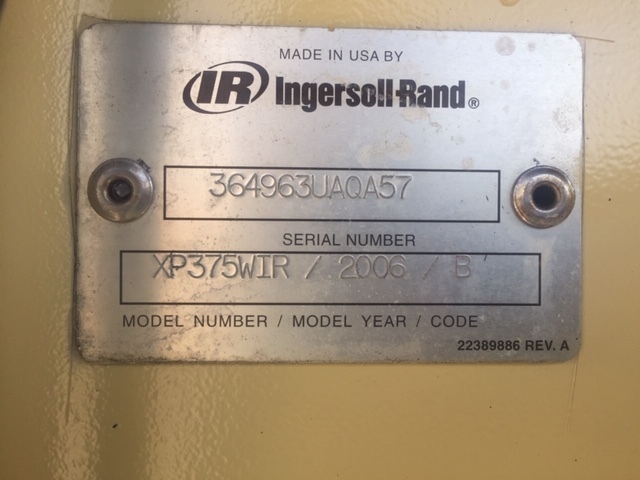 MADE IN USA BY
IR Ingersoll-Rand®
364963UAQA57
SERIAL NUMBER
XP375WIR / 2006 / B
MODEL NUMBER / MODEL YEAR / CODE
22389886 REV. A